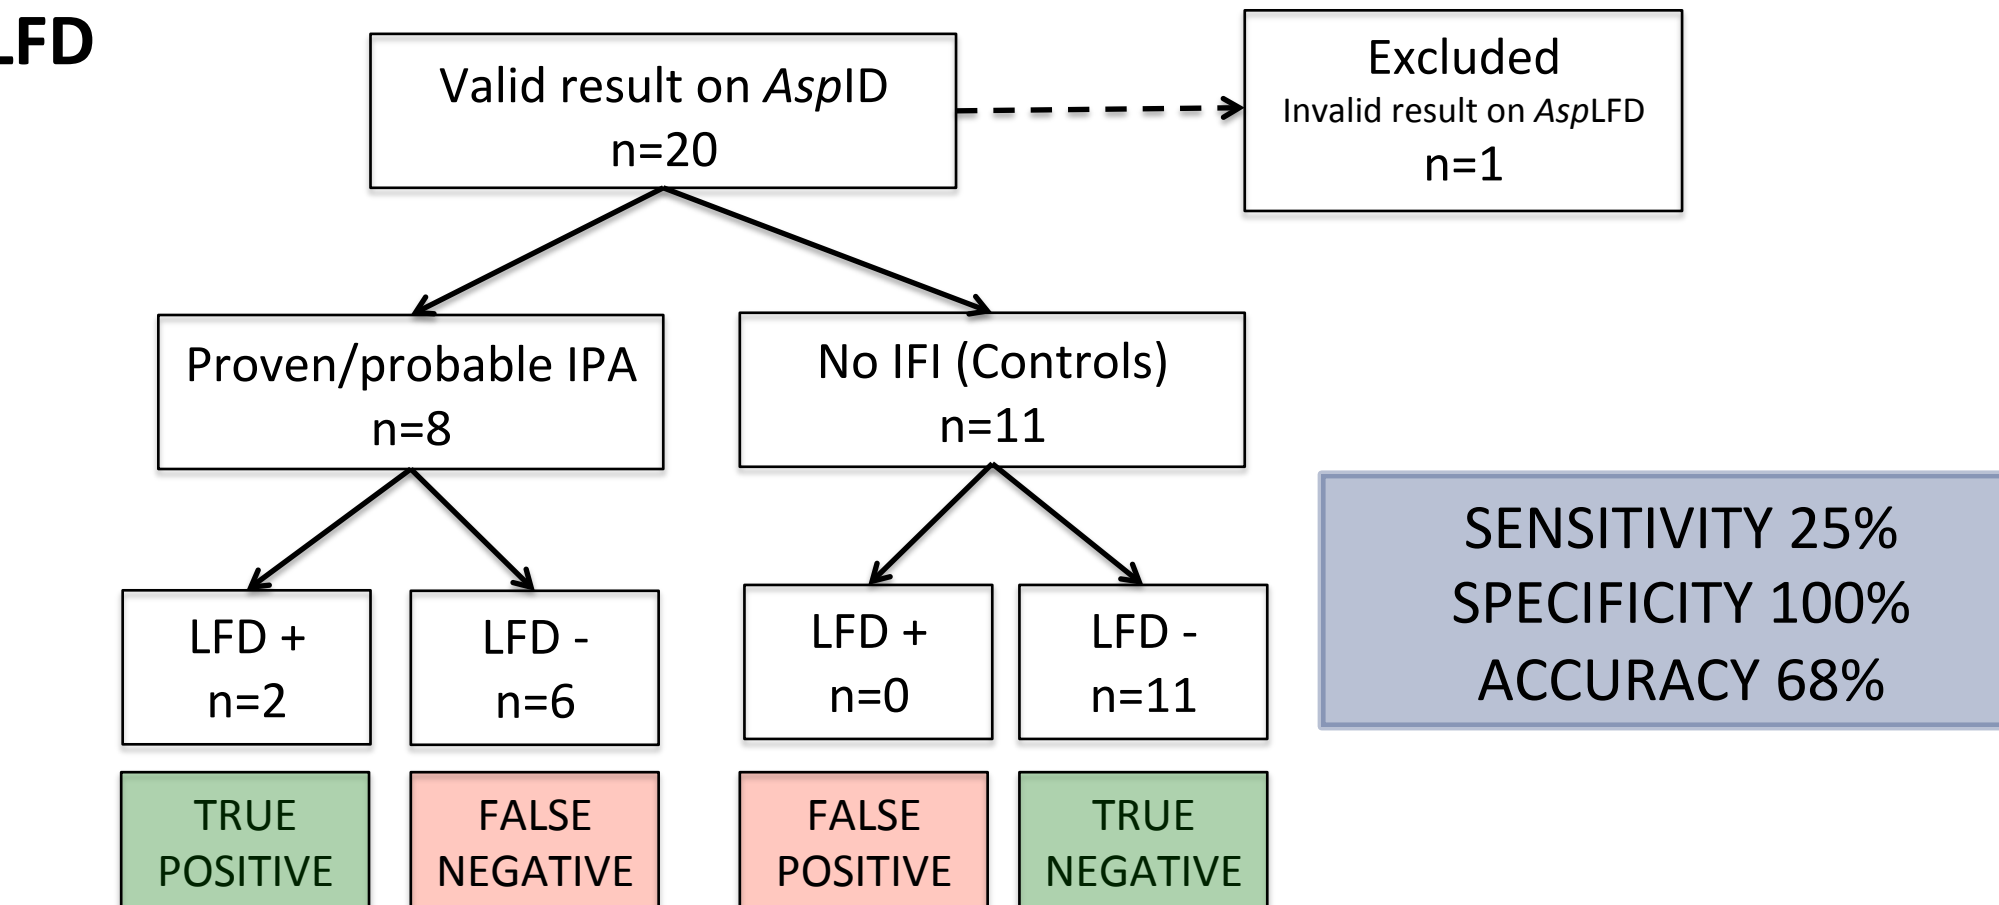 LFD
Valid result on AspID
n=20
Excluded
Invalid result on AspLFD
n=1
Proven/probable IPA
n=8
No IFI (Controls)
n=11
LFD +
n=2
LFD -
n=6
LFD +
n=0
LFD -
n=11
SENSITIVITY 25%
SPECIFICITY 100%
ACCURACY 68%
TRUE
POSITIVE
FALSE
NEGATIVE
FALSE
POSITIVE
TRUE
NEGATIVE